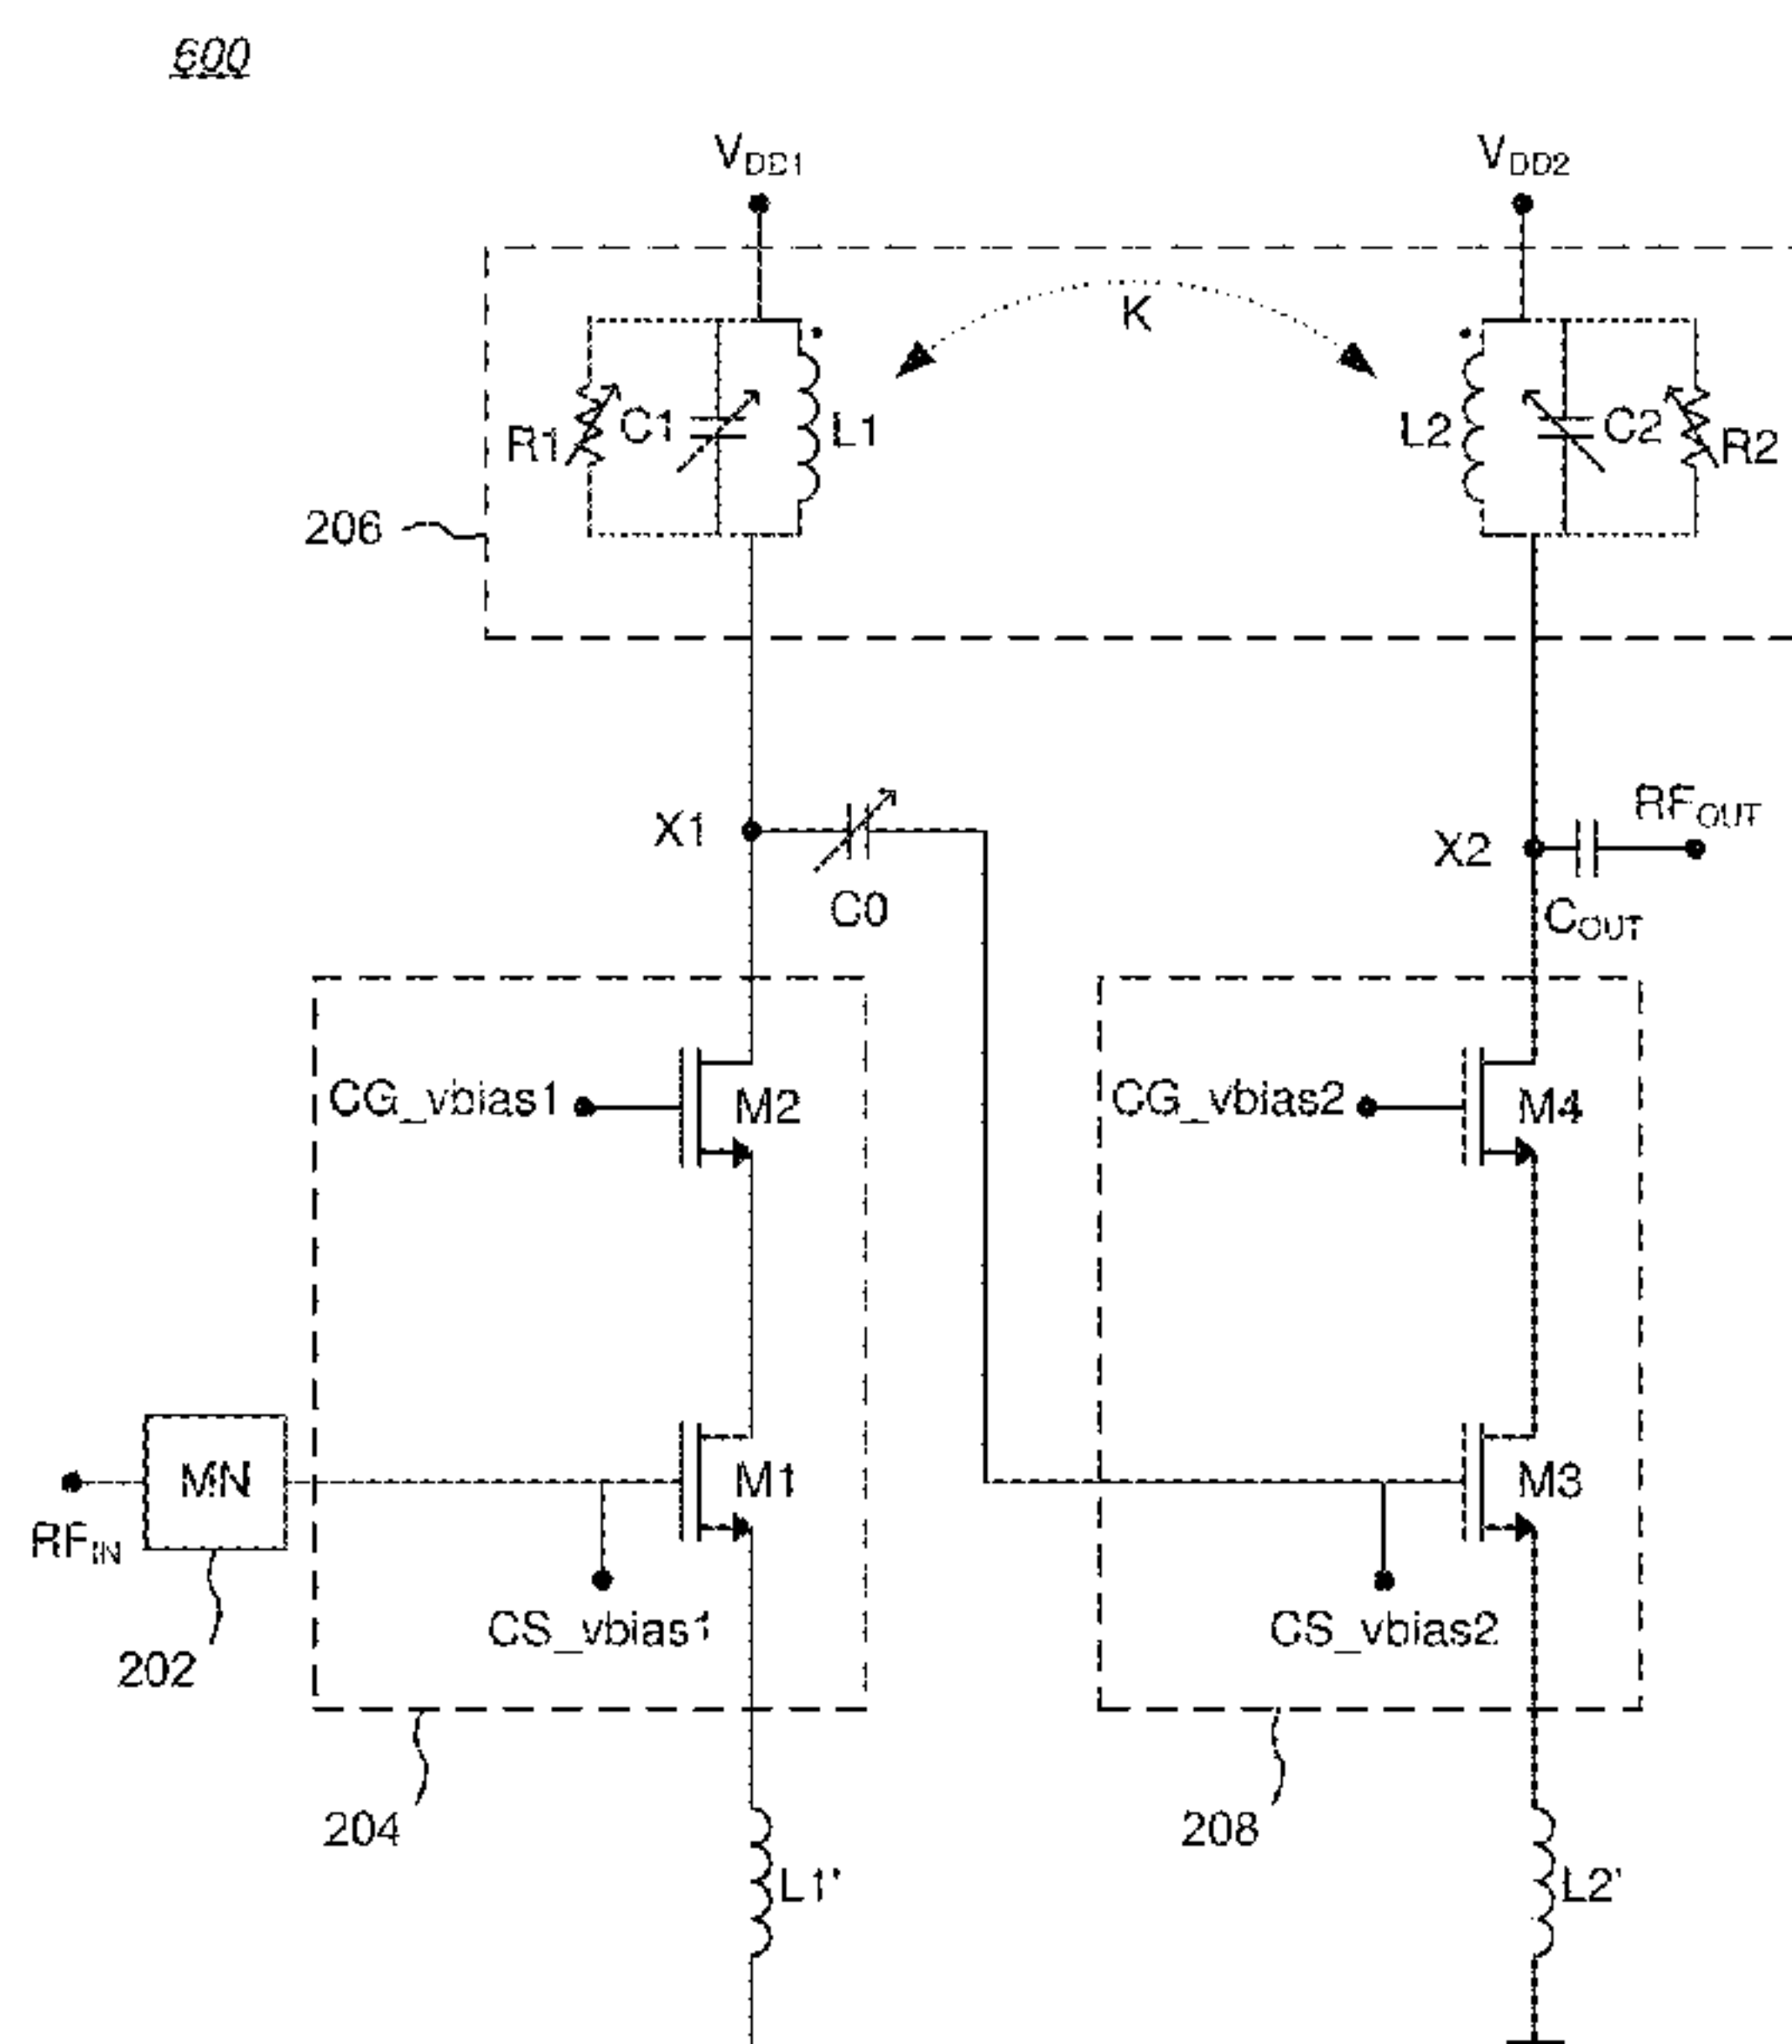 600
VDD1
VDD2
K
R1
C1
L1
L2
C2
R2
206
X1
C0
X2
RFOUT
COUT
CG_vbias1
M2
CG_vbias2
M4
MN
M1
M3
RFIN
CS_vbias1
CS_vbias2
202
204
208
L1'
L2'